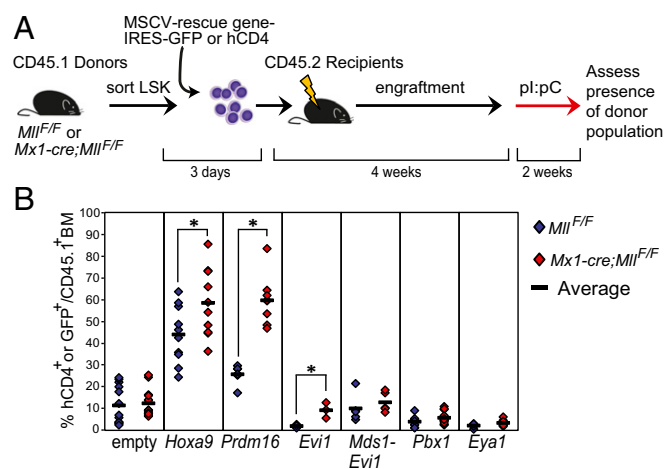 A
MSCV-rescue gene-
IRES-GFP or hCD4
CD45.1 Donors
sort LSK
CD45.2 Recipients
engraftment
pI:pC
Assess
presence
of donor
population
Mll F/F or
Mx1-cre;Mll F/F
3 days
4 weeks
2 weeks
B
% hCD4+ or GFP+/CD45.1+ BM
100
90
80
70
60
50
40
30
20
10
0
*
*
*
empty
Hoxa9
Prdm16
Evi1
Mds1-
Evi1
Pbx1
Eya1
Mll F/F
Mx1-cre;Mll F/F
Average